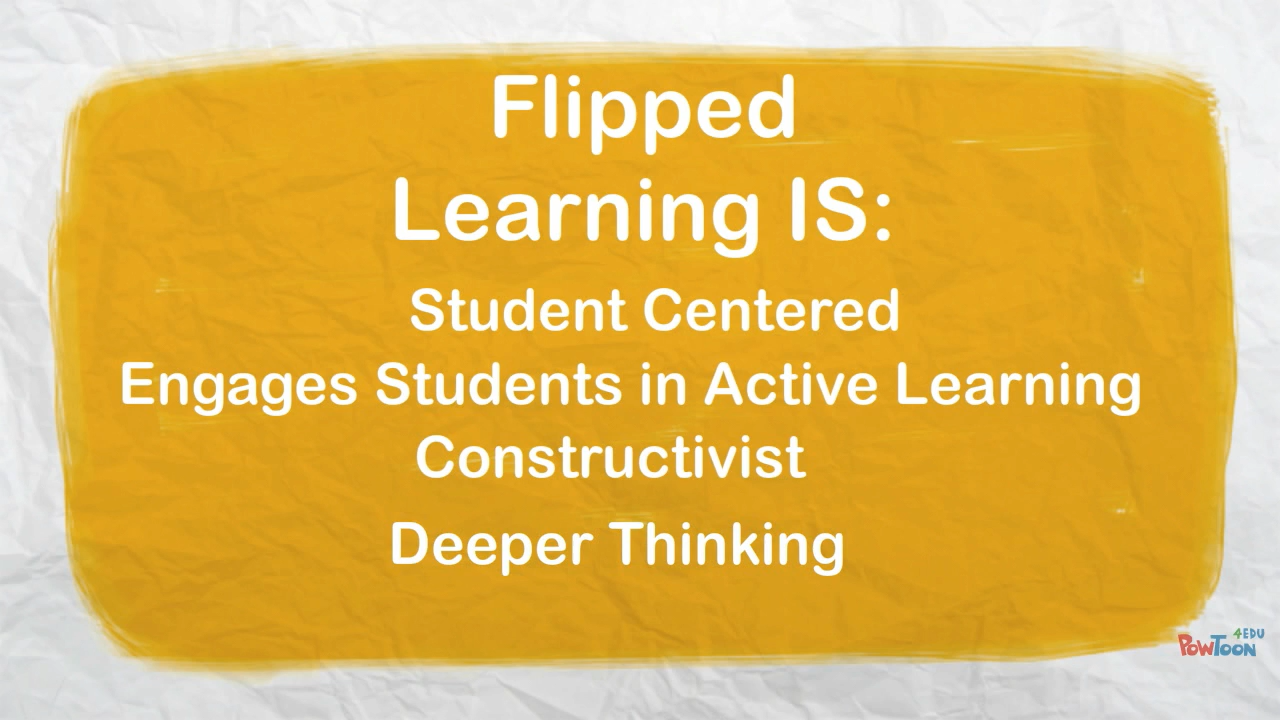 Flipped
Learning IS:
Student Centered
Engages Students in Active Learning
Constructivist
Deeper Thinking
4EDU
POWTOON